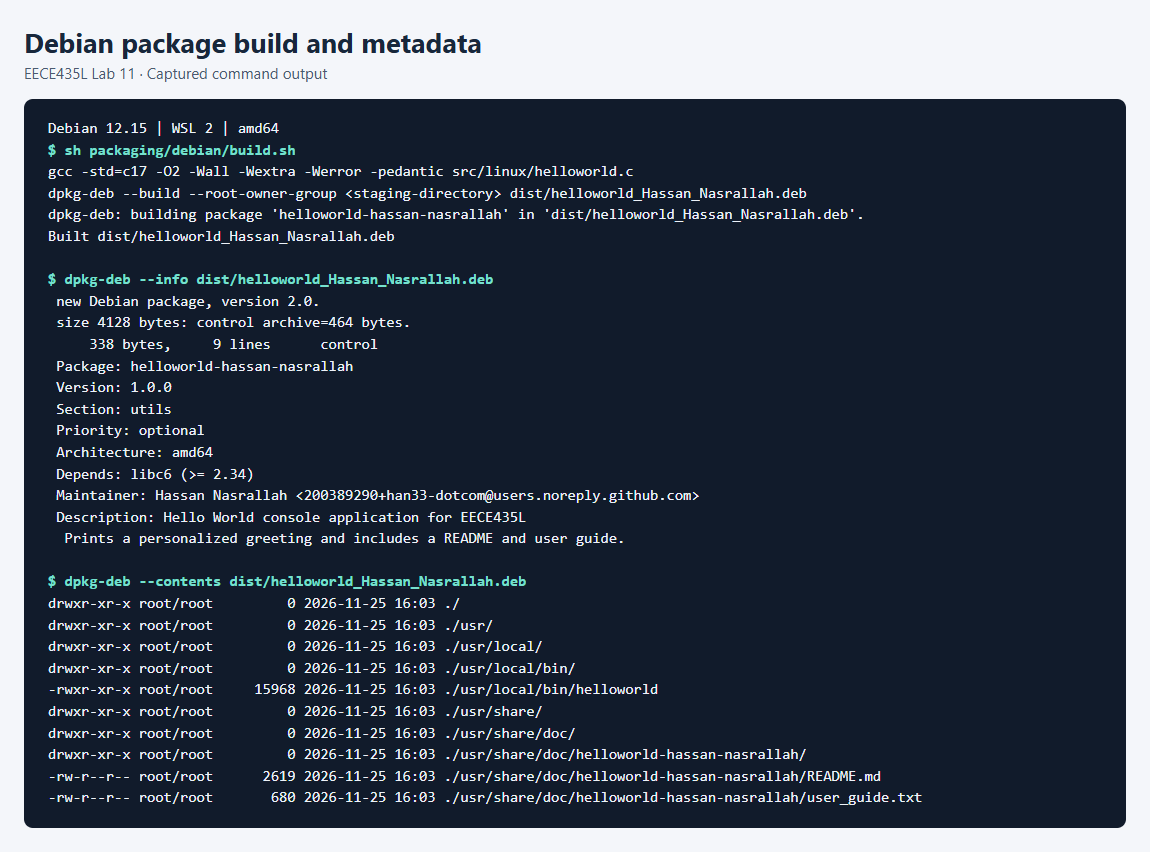 Debian package build and metadata
EECE435L Lab 11 · Captured command output
Debian 12.15 | WSL 2 | amd64
$ sh packaging/debian/build.sh
gcc -std=c17 -O2 -Wall -Wextra -Werror -pedantic src/linux/helloworld.c
dpkg-deb --build --root-owner-group <staging-directory> dist/helloworld_Hassan_Nasrallah.deb
dpkg-deb: building package 'helloworld-hassan-nasrallah' in 'dist/helloworld_Hassan_Nasrallah.deb'.
Built dist/helloworld_Hassan_Nasrallah.deb

$ dpkg-deb --info dist/helloworld_Hassan_Nasrallah.deb
 new Debian package, version 2.0.
 size 4128 bytes: control archive=464 bytes.
     338 bytes,     9 lines      control
 Package: helloworld-hassan-nasrallah
 Version: 1.0.0
 Section: utils
 Priority: optional
 Architecture: amd64
 Depends: libc6 (>= 2.34)
 Maintainer: Hassan Nasrallah <200389290+han33-dotcom@users.noreply.github.com>
 Description: Hello World console application for EECE435L
  Prints a personalized greeting and includes a README and user guide.

$ dpkg-deb --contents dist/helloworld_Hassan_Nasrallah.deb
drwxr-xr-x root/root         0 2026-11-25 16:03 ./
drwxr-xr-x root/root         0 2026-11-25 16:03 ./usr/
drwxr-xr-x root/root         0 2026-11-25 16:03 ./usr/local/
drwxr-xr-x root/root         0 2026-11-25 16:03 ./usr/local/bin/
-rwxr-xr-x root/root     15968 2026-11-25 16:03 ./usr/local/bin/helloworld
drwxr-xr-x root/root         0 2026-11-25 16:03 ./usr/share/
drwxr-xr-x root/root         0 2026-11-25 16:03 ./usr/share/doc/
drwxr-xr-x root/root         0 2026-11-25 16:03 ./usr/share/doc/helloworld-hassan-nasrallah/
-rw-r--r-- root/root      2619 2026-11-25 16:03 ./usr/share/doc/helloworld-hassan-nasrallah/README.md
-rw-r--r-- root/root       680 2026-11-25 16:03 ./usr/share/doc/helloworld-hassan-nasrallah/user_guide.txt